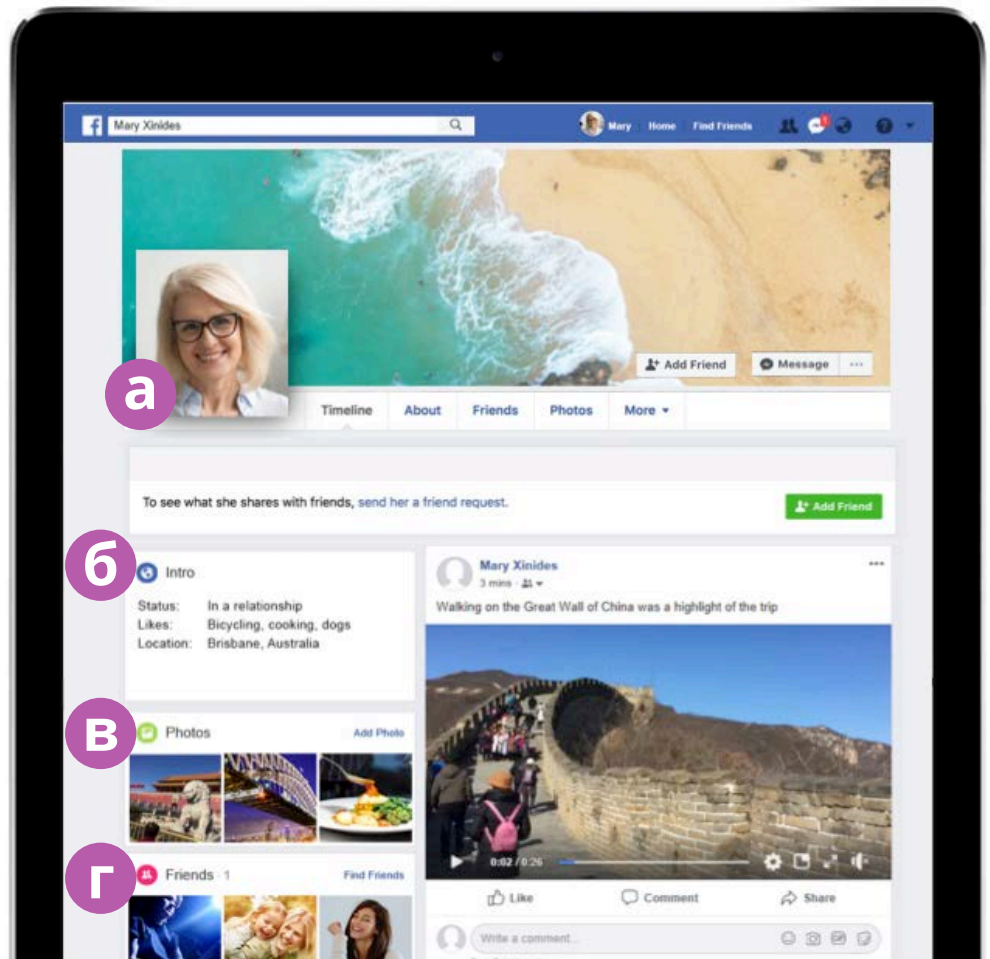 f Mary Xinides Mary Home Find Friends 1 ?
Add Friend Message ...
а
Timeline About Friends Photos More
To see what she shares with friends, send her a friend request.
Add Friend
б
Intro
Status: In a relationship
Likes: Bicycling, cooking, dogs
Location: Brisbane, Australia
в
Photos Add Photo
г
Friends · 1 Find Friends
Mary Xinides
3 mins ·
Walking on the Great Wall of China was a highlight of the trip
0:02 / 0:26
Like Comment Share
Write a comment...